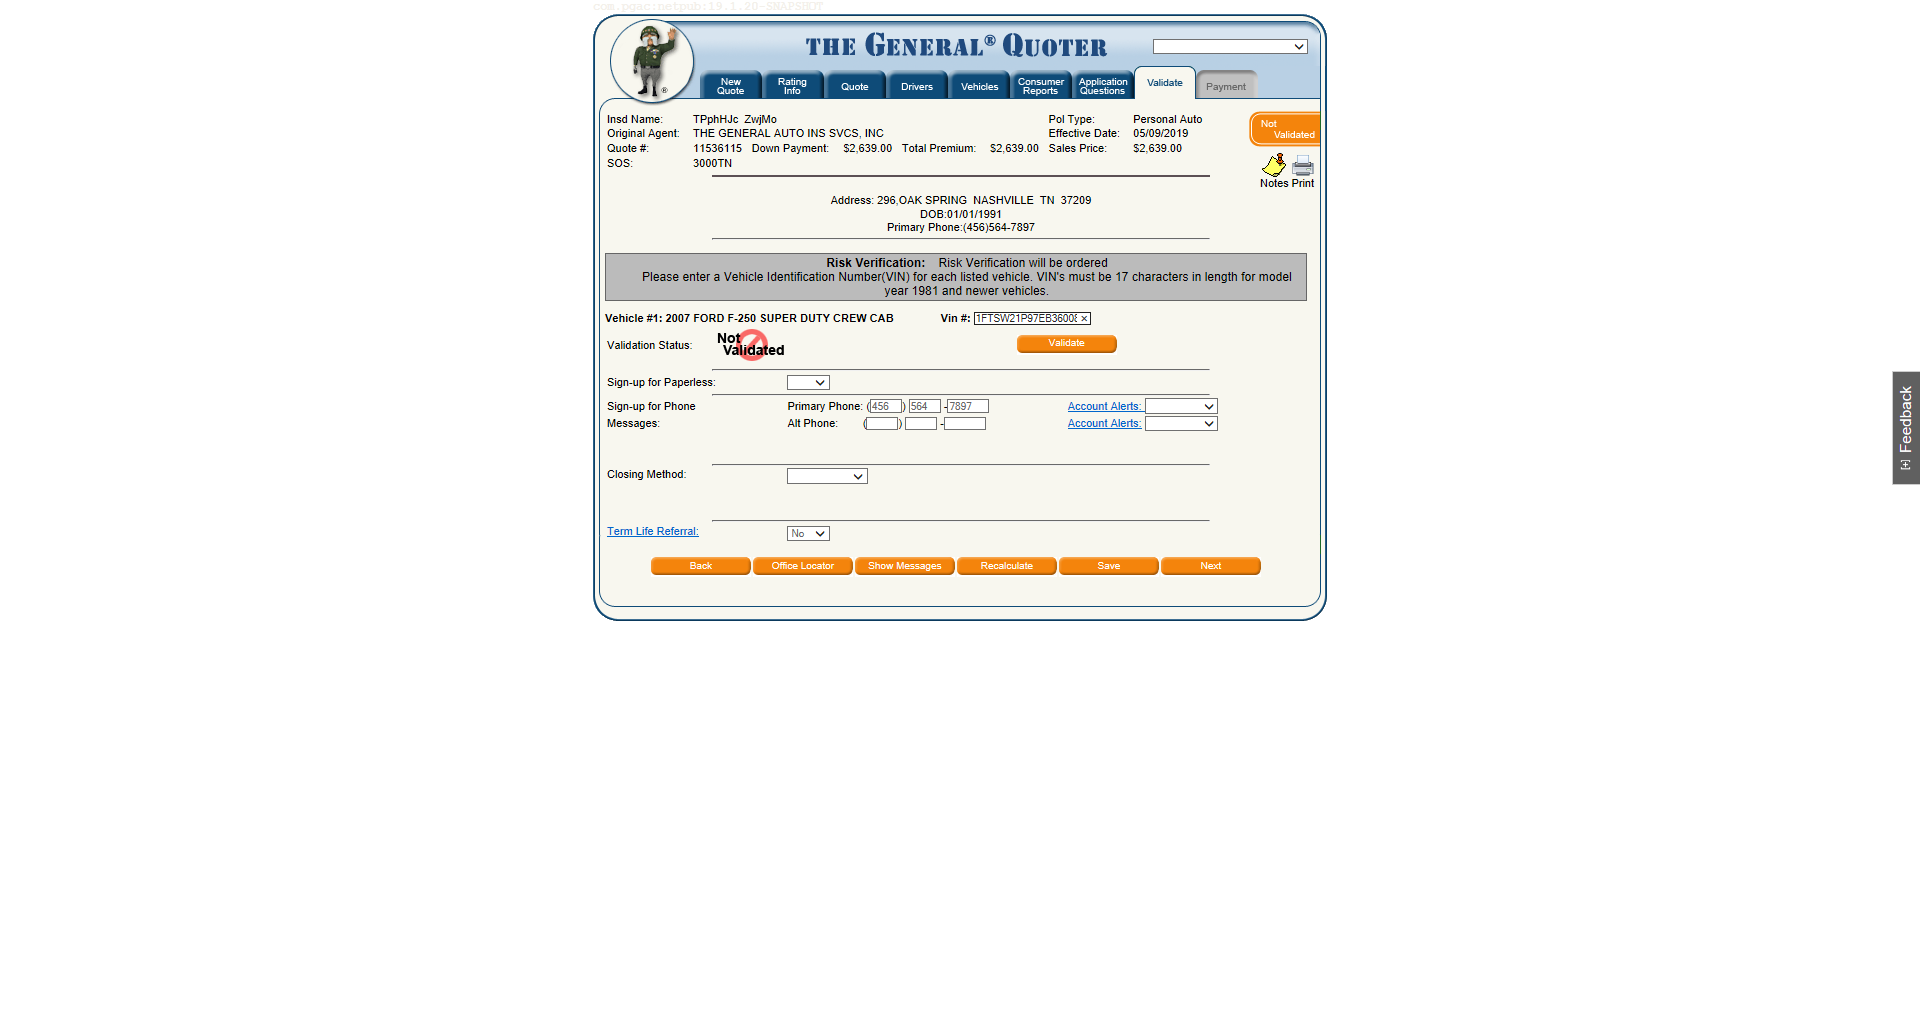 com.pgac:netpub:19.1.20-SNAPSHOT
THE GENERAL® QUOTER
New Quote
Rating Info
Quote
Drivers
Vehicles
Consumer Reports
Application Questions
Validate
Payment
Insd Name: TPphHJc ZwjMo Pol Type: Personal Auto
Original Agent: THE GENERAL AUTO INS SVCS, INC Effective Date: 05/09/2019
Quote #: 11536115 Down Payment: $2,639.00 Total Premium: $2,639.00 Sales Price: $2,639.00
SOS: 3000TN
Not Validated
Notes Print
Address: 296,OAK SPRING NASHVILLE TN 37209
DOB:01/01/1991
Primary Phone:(456)564-7897
Risk Verification: Risk Verification will be ordered
Please enter a Vehicle Identification Number(VIN) for each listed vehicle. VIN's must be 17 characters in length for model
year 1981 and newer vehicles.
Vehicle #1: 2007 FORD F-250 SUPER DUTY CREW CAB Vin #: 1FTSW21P97EB3600
Validation Status: Not Validated Validate
Sign-up for Paperless:
Sign-up for Phone Primary Phone: (456) 564 -7897 Account Alerts:
Messages: Alt Phone: ( ) - Account Alerts:
Closing Method:
Term Life Referral: No
Back Office Locator Show Messages Recalculate Save Next
[+] Feedback